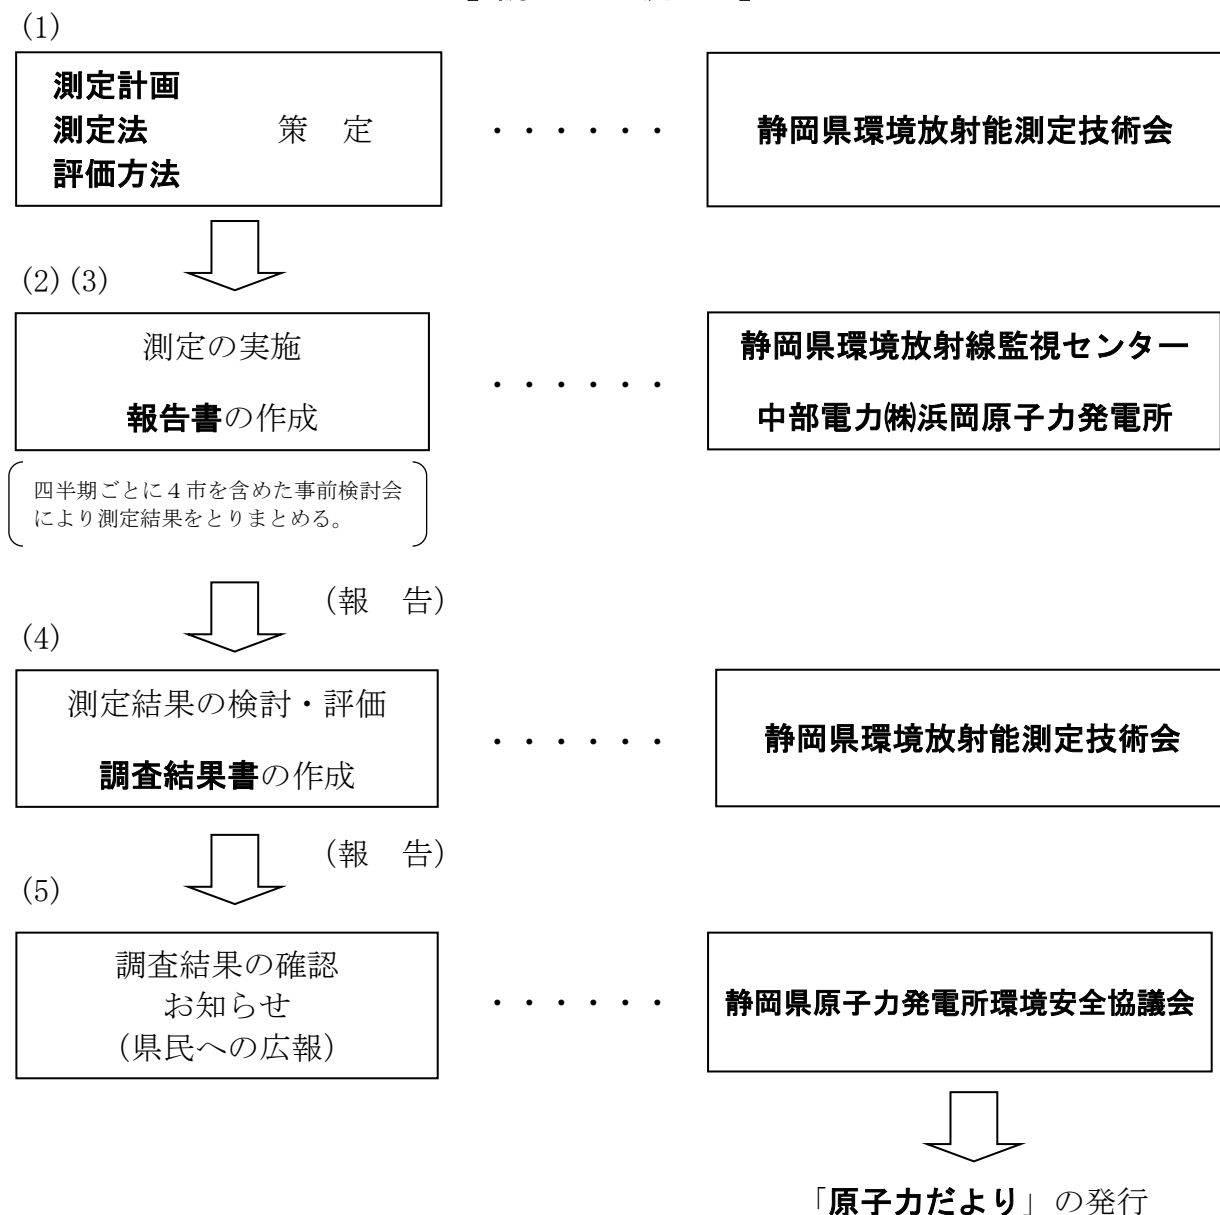 (1)
測定計画
測定法　　　　策　定
評価方法
・・・・・・
静岡県環境放射能測定技術会
(2)(3)
測定の実施
報告書の作成
・・・・・・
静岡県環境放射線監視センター
中部電力㈱浜岡原子力発電所
四半期ごとに４市を含めた事前検討会
により測定結果をとりまとめる。
(報　告)
(4)
測定結果の検討・評価
調査結果書の作成
・・・・・・
静岡県環境放射能測定技術会
(報　告)
(5)
調査結果の確認
お知らせ
(県民への広報)
・・・・・・
静岡県原子力発電所環境安全協議会
「原子力だより」の発行